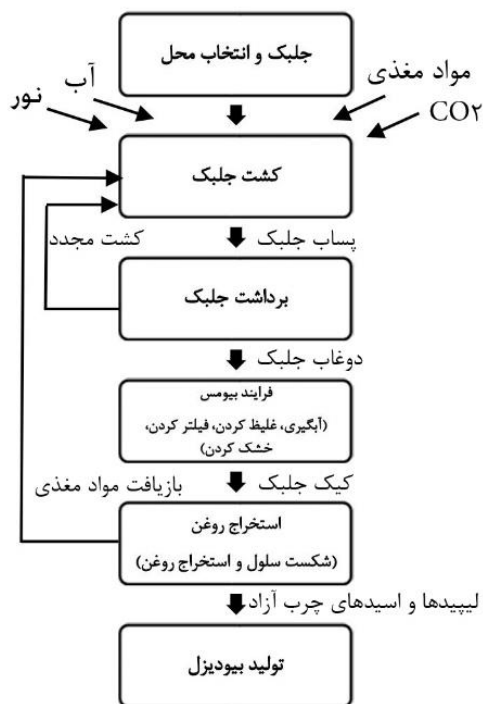 جلبک و انتخاب محل
آب
نور
مواد مغذی
CO۲
کشت جلبک
پساب جلبک
کشت مجدد
برداشت جلبک
دوغاب جلبک
فرایند بیومس
(آبگیری، غلیظ کردن، فیلتر کردن،
خشک کردن)
کیک جلبک
بازیافت مواد مغذی
استخراج روغن
(شکست سلول و استخراج روغن)
لیپیدها و اسیدهای چرب آزاد
تولید بیودیزل